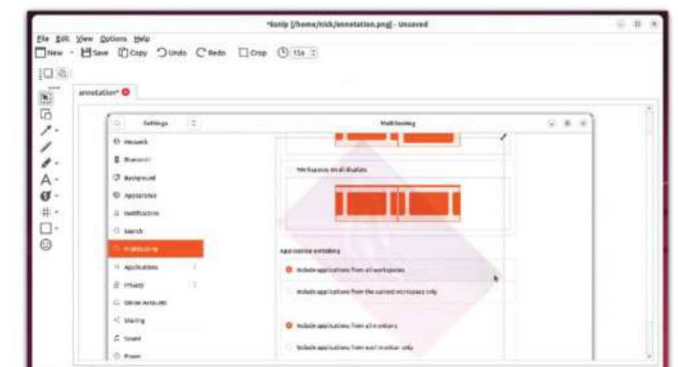 *ksnip [/home/nick/annotation.png] - Unsaved
File Edit View Options Help
New Save Copy Undo Redo Crop 15s
annotation*
Settings
Multitasking
Network
Bluetooth
Background
Appearance
Notifications
Search
Multitasking
Applications
Privacy
Online Accounts
Sharing
Sound
Power
Workspaces on all displays
Application Switching
Include applications from all workspaces
Include applications from the current workspace only
Include applications from all monitors
Include applications from each monitor only